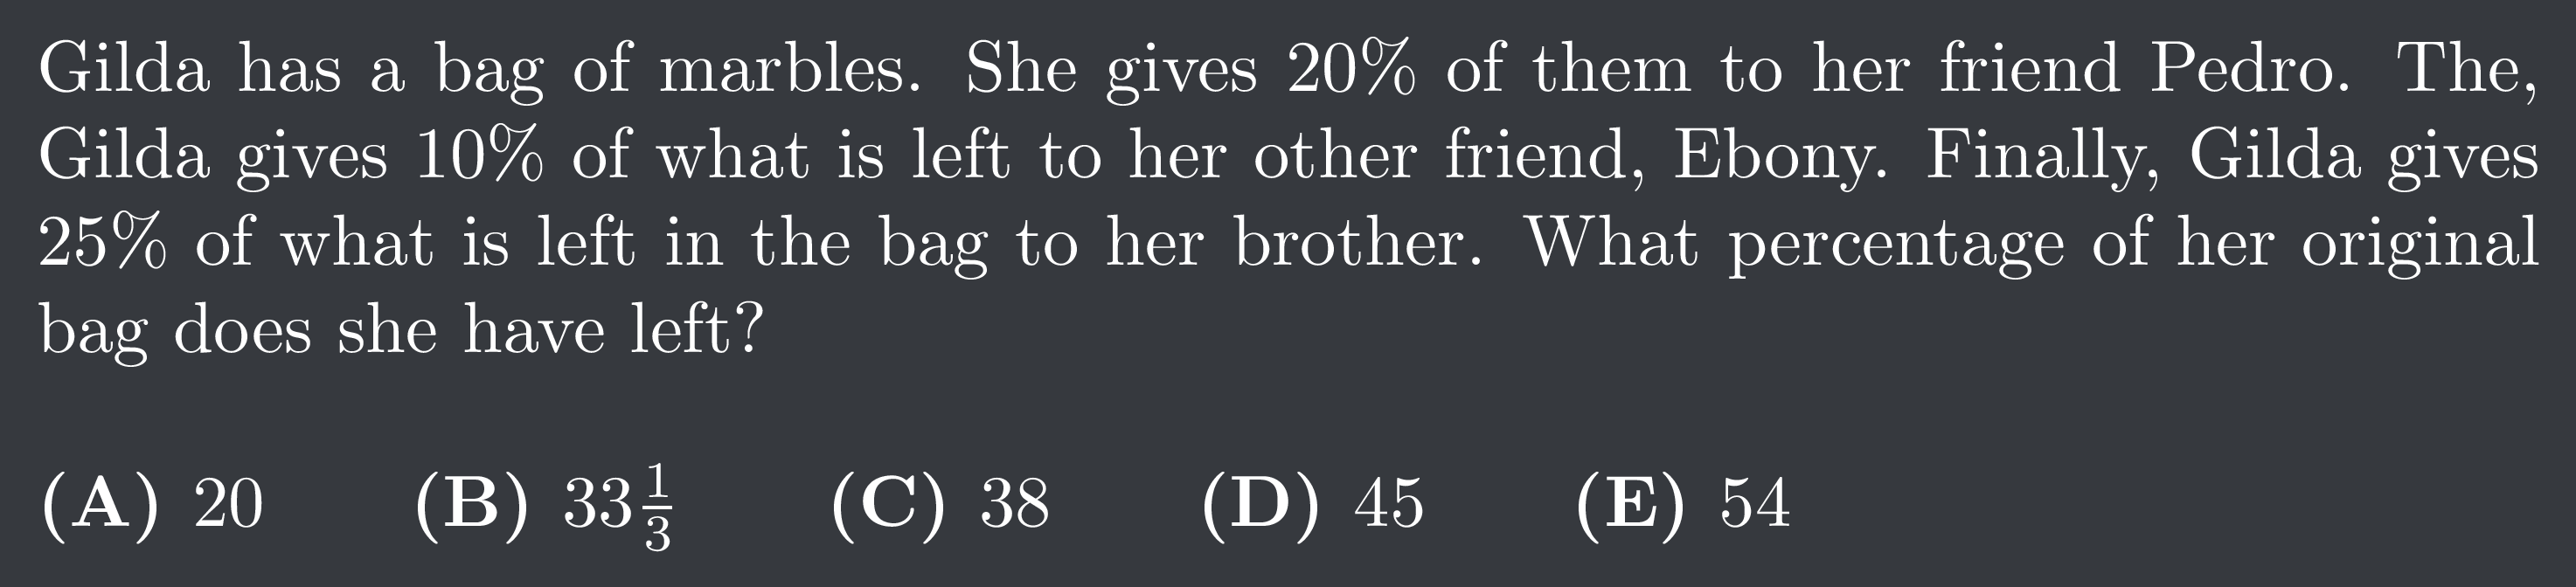 Gilda has a bag of marbles. She gives 20% of them to her friend Pedro. The,
Gilda gives 10% of what is left to her other friend, Ebony. Finally, Gilda gives
25% of what is left in the bag to her brother. What percentage of her original
bag does she have left?
(A) 20 (B) 33 1/3 (C) 38 (D) 45 (E) 54